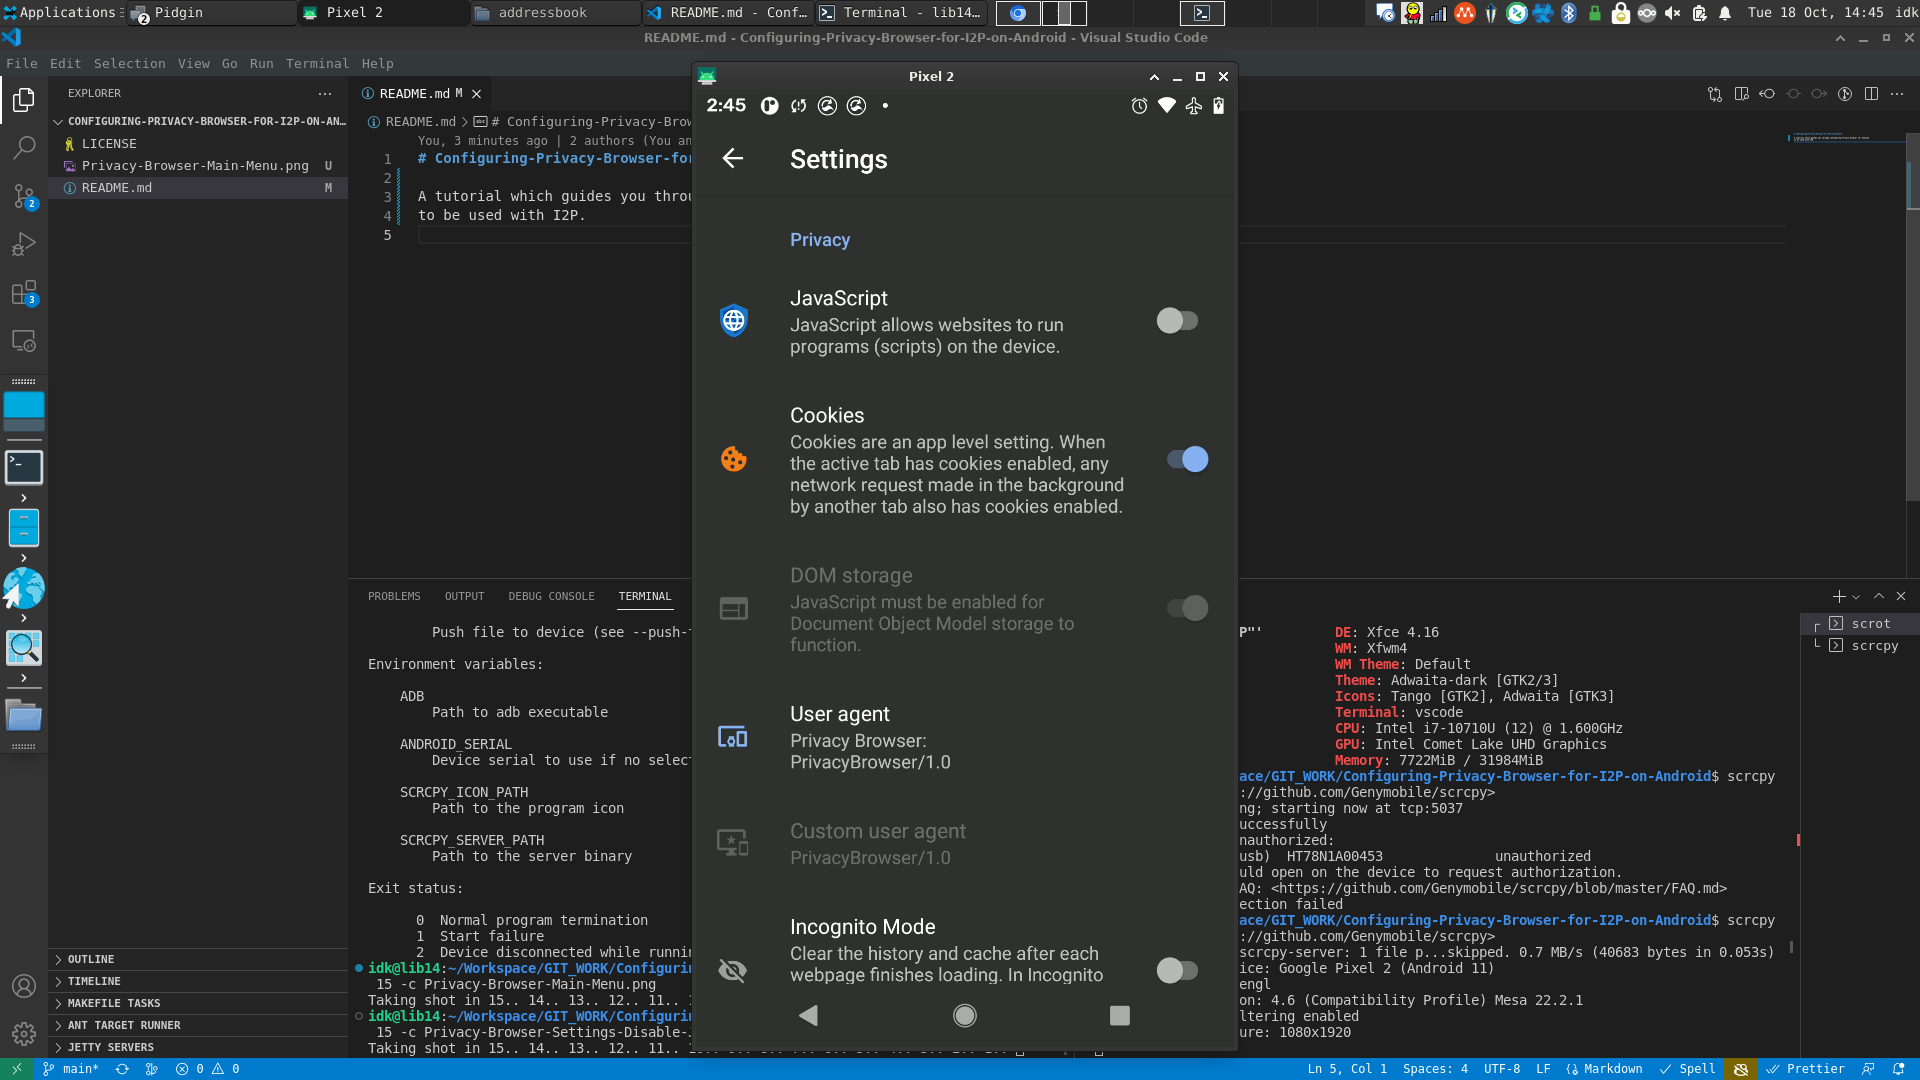 Applications
2
Pidgin
Pixel 2
addressbook
README.md - Conf...
Terminal - lib14...
Tue 18 Oct, 14:45
idk
README.md - Configuring-Privacy-Browser-for-I2P-on-Android - Visual Studio Code
File Edit Selection View Go Run Terminal Help
EXPLORER
README.md M
CONFIGURING-PRIVACY-BROWSER-FOR-I2P-ON-AN...
LICENSE
Privacy-Browser-Main-Menu.png U
README.md M
2
3
README.md > # Configuring-Privacy-Brow
You, 3 minutes ago | 2 authors (You an
1 # Configuring-Privacy-Browser-fo
2
3 A tutorial which guides you throu
4 to be used with I2P.
5
Pixel 2
2:45
Settings
Privacy
JavaScript
JavaScript allows websites to run
programs (scripts) on the device.
Cookies
Cookies are an app level setting. When
the active tab has cookies enabled, any
network request made in the background
by another tab also has cookies enabled.
DOM storage
JavaScript must be enabled for
Document Object Model storage to
function.
User agent
Privacy Browser:
PrivacyBrowser/1.0
Custom user agent
PrivacyBrowser/1.0
Incognito Mode
Clear the history and cache after each
webpage finishes loading. In Incognito
PROBLEMS OUTPUT DEBUG CONSOLE TERMINAL
Push file to device (see --push-
Environment variables:
ADB
Path to adb executable
ANDROID_SERIAL
Device serial to use if no selec
SCRCPY_ICON_PATH
Path to the program icon
SCRCPY_SERVER_PATH
Path to the server binary
Exit status:
0 Normal program termination
1 Start failure
2 Device disconnected while runnin
idk@lib14:~/Workspace/GIT_WORK/Configurin
15 -c Privacy-Browser-Main-Menu.png
Taking shot in 15.. 14.. 13.. 12.. 11.. 1
idk@lib14:~/Workspace/GIT_WORK/Configurin
15 -c Privacy-Browser-Settings-Disable-
Taking shot in 15.. 14.. 13.. 12.. 11..
P"'
DE: Xfce 4.16
WM: Xfwm4
WM Theme: Default
Theme: Adwaita-dark [GTK2/3]
Icons: Tango [GTK2], Adwaita [GTK3]
Terminal: vscode
CPU: Intel i7-10710U (12) @ 1.600GHz
GPU: Intel Comet Lake UHD Graphics
Memory: 7722MiB / 31984MiB
ace/GIT_WORK/Configuring-Privacy-Browser-for-I2P-on-Android$ scrcpy
://github.com/Genymobile/scrcpy>
ng; starting now at tcp:5037
uccessfully
nauthorized:
usb) HT78N1A00453 unauthorized
uld open on the device to request authorization.
AQ: <https://github.com/Genymobile/scrcpy/blob/master/FAQ.md>
ection failed
ace/GIT_WORK/Configuring-Privacy-Browser-for-I2P-on-Android$ scrcpy
://github.com/Genymobile/scrcpy>
scrcpy-server: 1 file p...skipped. 0.7 MB/s (40683 bytes in 0.053s)
ice: Google Pixel 2 (Android 11)
engl
on: 4.6 (Compatibility Profile) Mesa 22.2.1
ltering enabled
ure: 1080x1920
scrot
scrcpy
OUTLINE
TIMELINE
MAKEFILE TASKS
ANT TARGET RUNNER
JETTY SERVERS
main* 0 0
Ln 5, Col 1 Spaces: 4 UTF-8 LF Markdown Spell Prettier